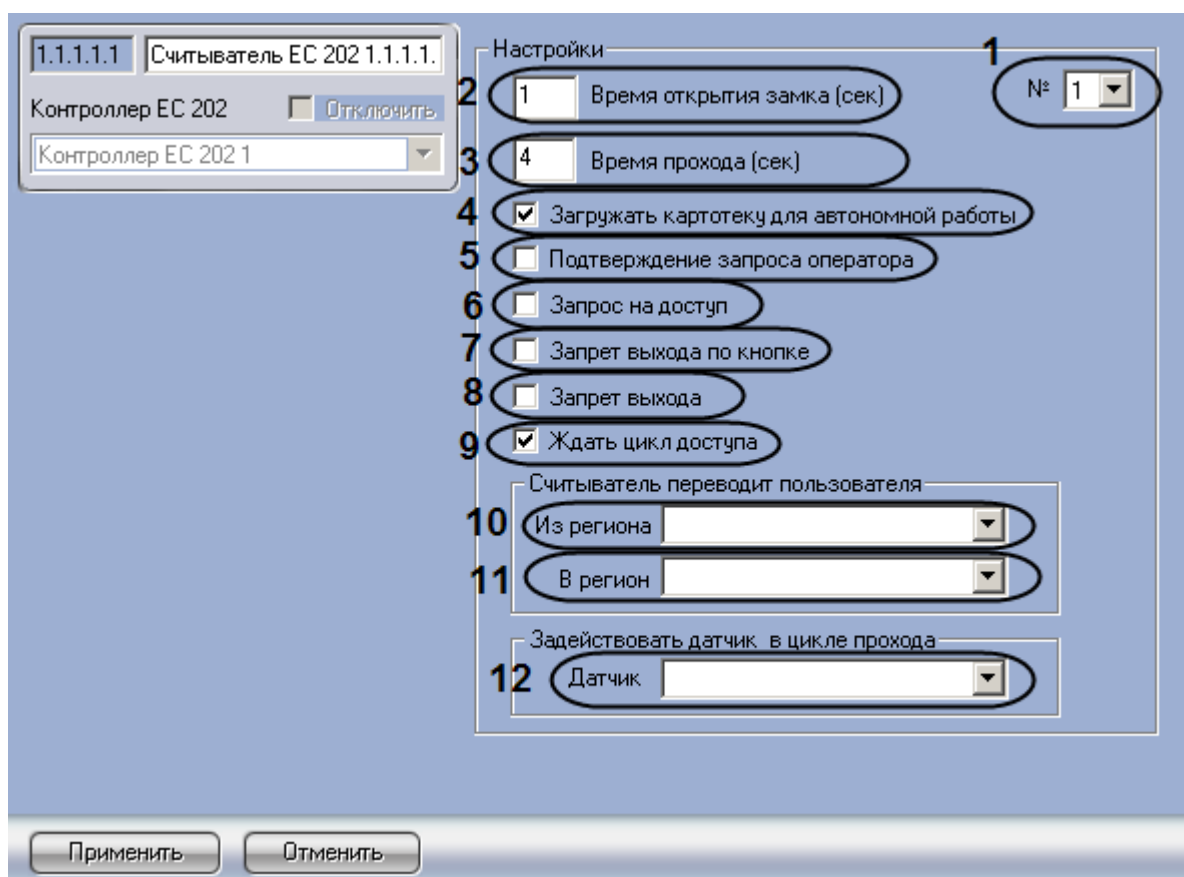 1.1.1.1.1 Считыватель ЕС 202 1.1.1.1.
Контроллер ЕС 202 Отключить
Контроллер ЕС 202 1
Настройки
1
№ 1
2 1 Время открытия замка (сек)
3 4 Время прохода (сек)
4 Загружать картотеку для автономной работы
5 Подтверждение запроса оператора
6 Запрос на доступ
7 Запрет выхода по кнопке
8 Запрет выхода
9 Ждать цикл доступа
Считыватель переводит пользователя
10 Из региона
11 В регион
Задействовать датчик в цикле прохода
12 Датчик
Применить Отменить